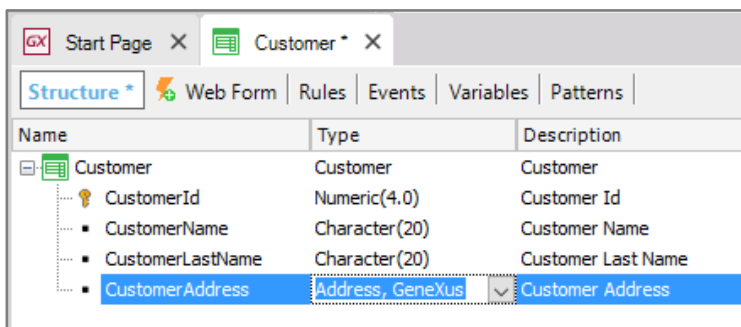 GX Start Page X Customer * X
Structure * Web Form Rules Events Variables Patterns
Name Type Description
Customer Customer Customer
CustomerId Numeric(4.0) Customer Id
CustomerName Character(20) Customer Name
CustomerLastName Character(20) Customer Last Name
CustomerAddress Address, GeneXus Customer Address